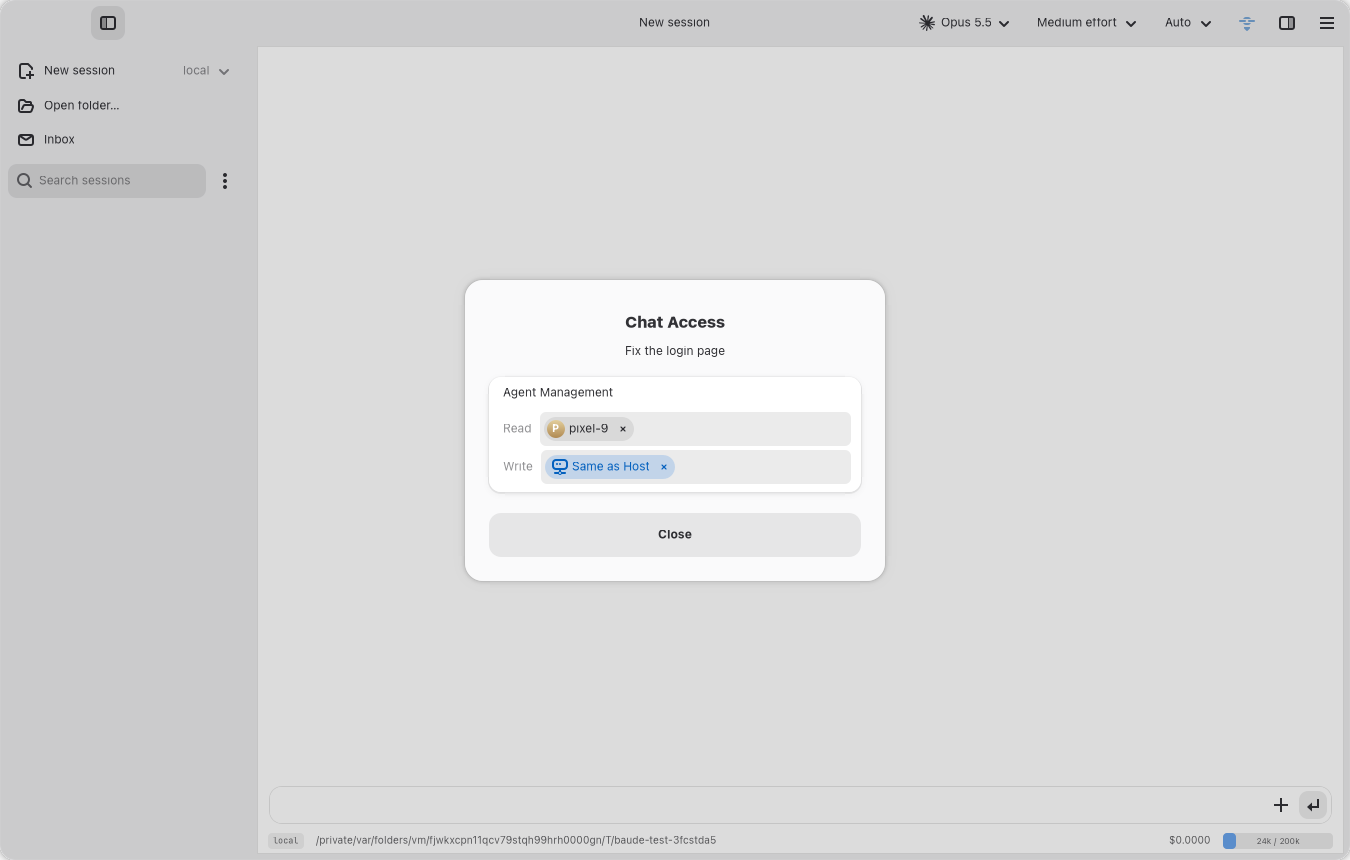 New session
Opus 5.5
Medium effort
Auto
New session
local
Open folder...
Inbox
Search sessions
Chat Access
Fix the login page
Agent Management
Read
P
pixel-9
×
Write
Same as Host
×
Close
local
/private/var/folders/vm/fjwkxcpn11qcv79stqh99hrh0000gn/T/baude-test-3fcstda5
$0.0000
24k / 200k